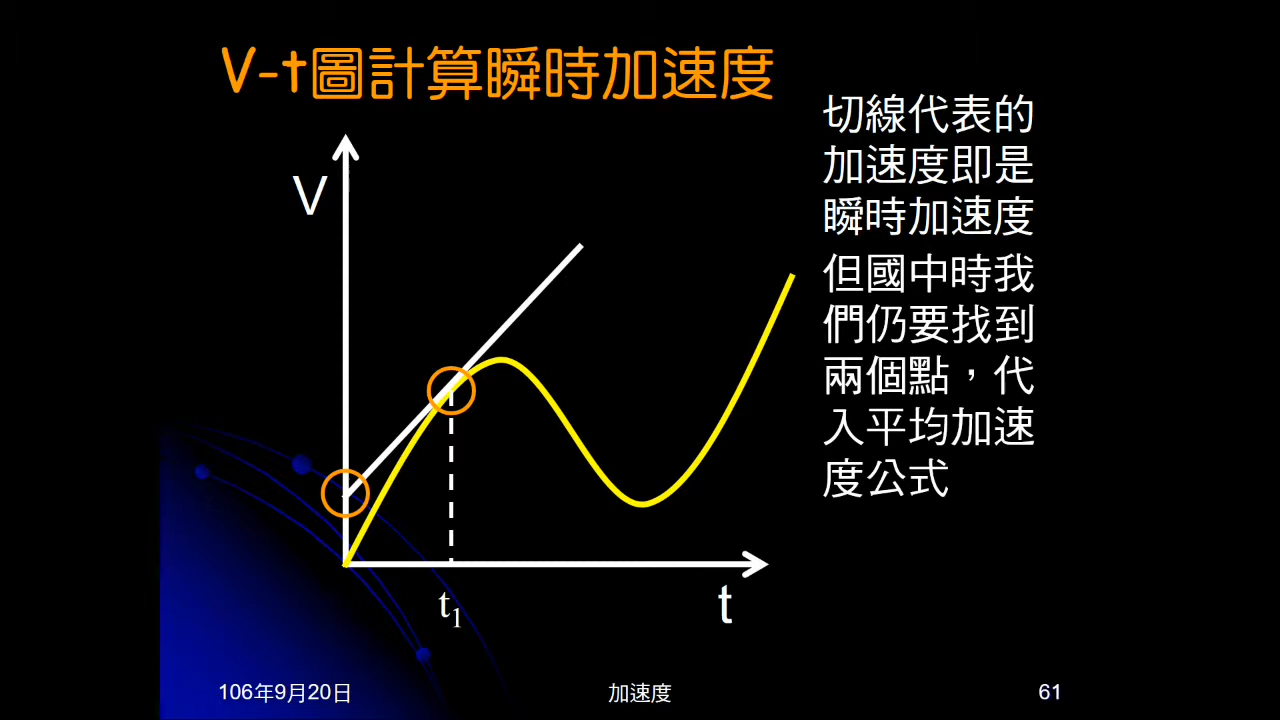 V-t圖計算瞬時加速度
切線代表的
加速度即是
瞬時加速度
但國中時我
們仍要找到
兩個點，代
入平均加速
度公式
V
t
t₁
106年9月20日
加速度
61